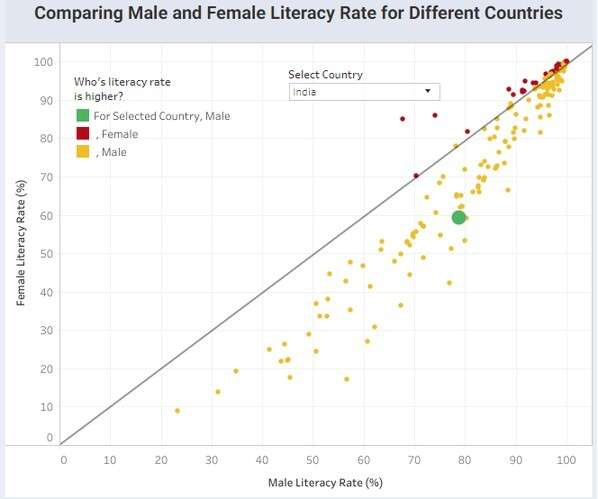 Comparing Male and Female Literacy Rate for Different Countries
Who's literacy rate
is higher?
For Selected Country, Male
, Female
, Male
Select Country
India
Female Literacy Rate (%)
100
90
80
70
60
50
40
30
20
10
0
0 10 20 30 40 50 60 70 80 90 100
Male Literacy Rate (%)